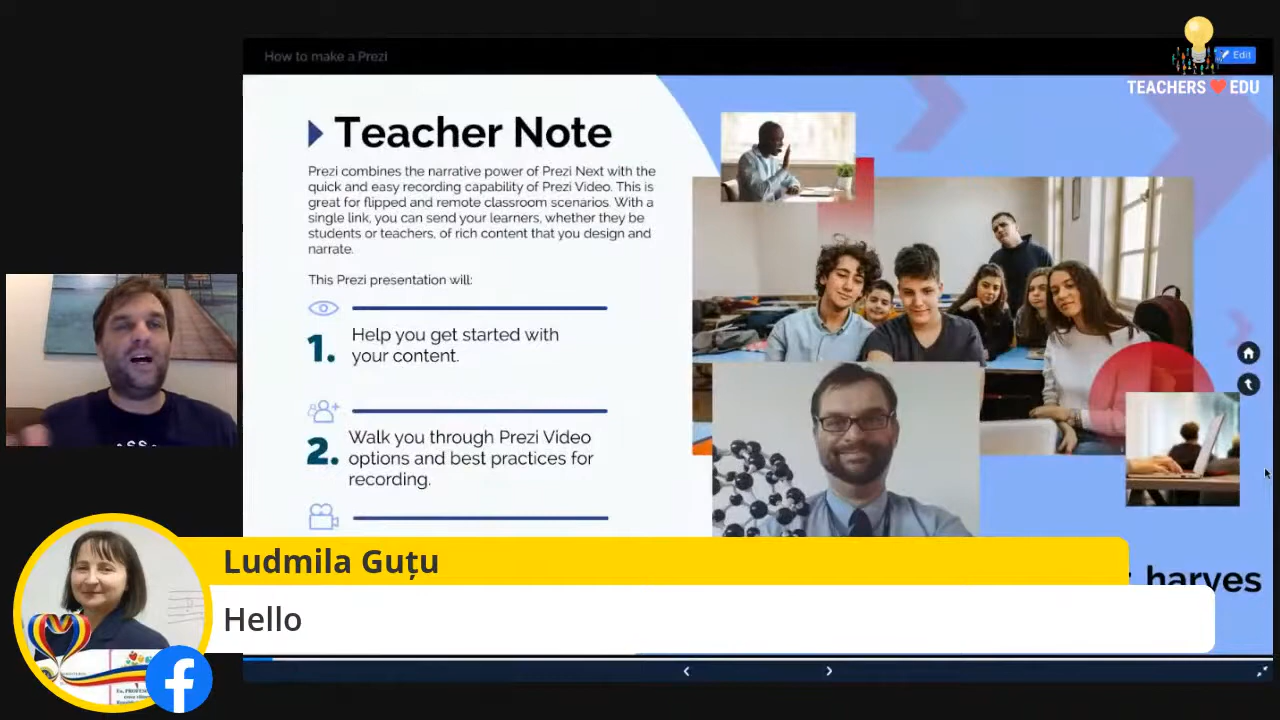 How to make a Prezi
Edit
TEACHERS EDU
Teacher Note
Prezi combines the narrative power of Prezi Next with the
quick and easy recording capability of Prezi Video. This is
great for flipped and remote classroom scenarios. With a
single link, you can send your learners, whether they be
students or teachers, of rich content that you design and
narrate.
This Prezi presentation will:
1. Help you get started with
your content.
2. Walk you through Prezi Video
options and best practices for
recording.
harves
Ludmila Guțu
Hello